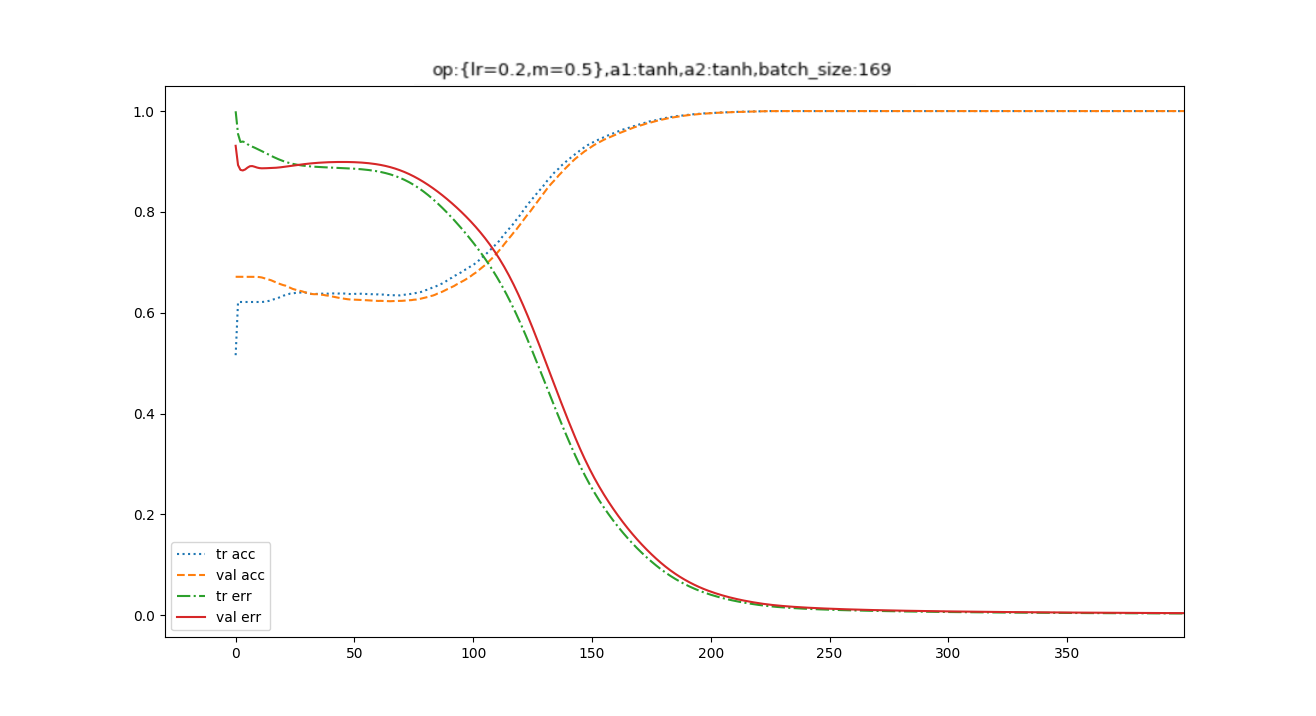 op:{lr=0.2,m=0.5},a1:tanh,a2:tanh,batch_size:169
1.0
0.8
0.6
0.4
0.2
0.0
tr acc
val acc
tr err
val err
0 50 100 150 200 250 300 350